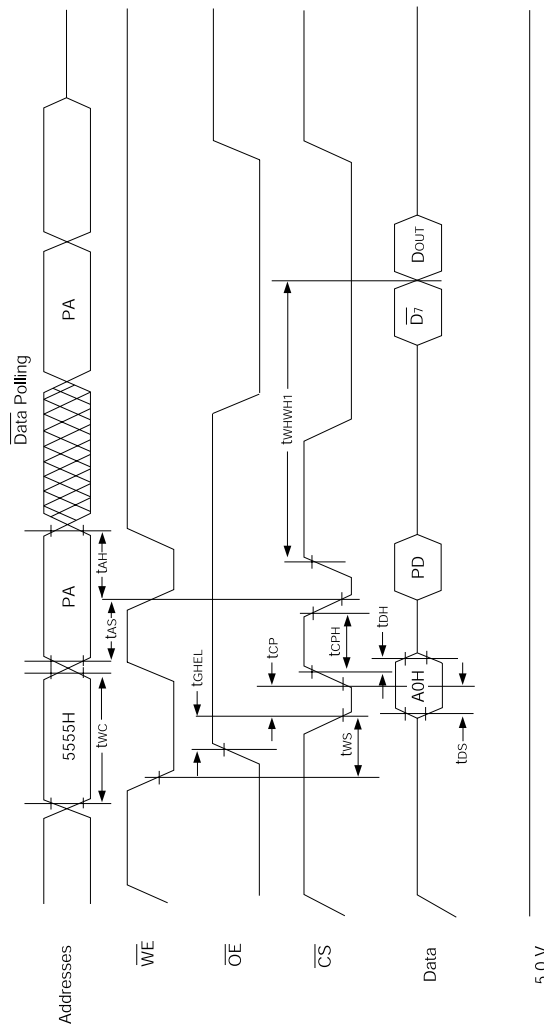 Data Polling
Addresses
5555H
PA
PA
tWC
tAS
tAH
WE
OE
tGHEL
CS
tWS
tCP
tCPH
tWHWH1
Data
A0H
PD
D7
DOUT
tDS
tDH
5.0 V